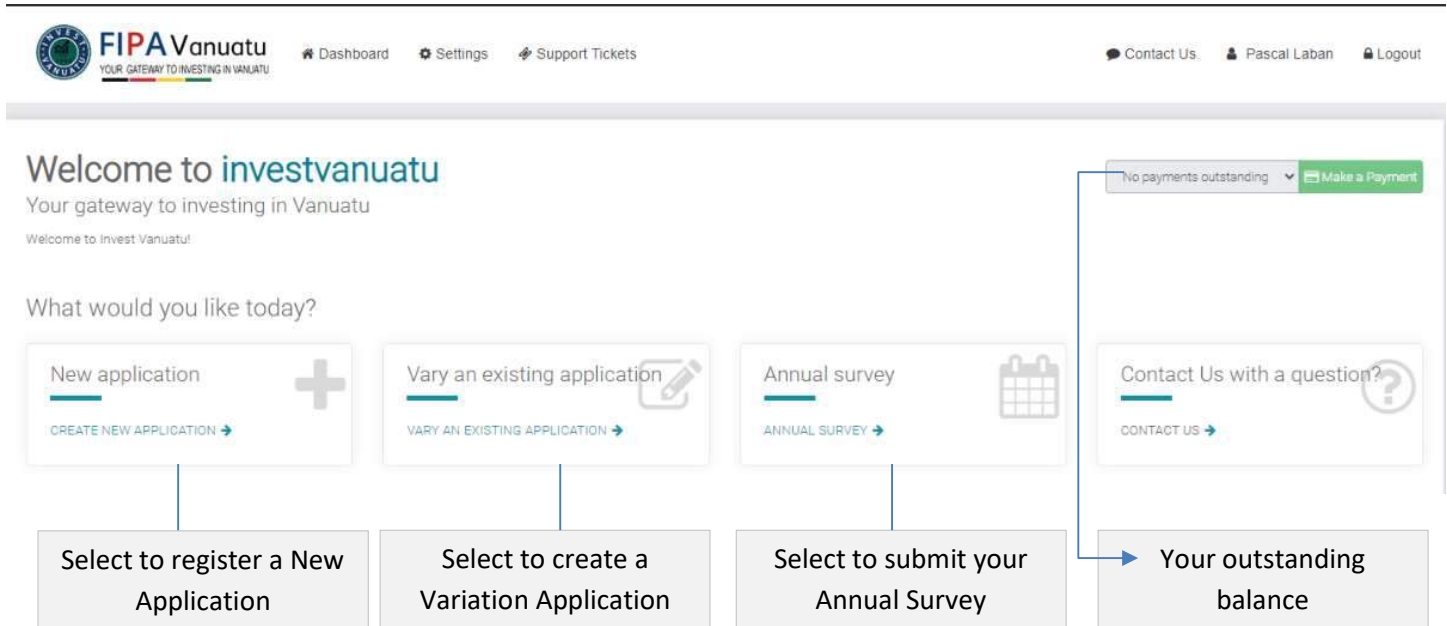 INVEST VANUATU
FIPA Vanuatu
YOUR GATEWAY TO INVESTING IN VANUATU
Dashboard
Settings
Support Tickets
Contact Us
Pascal Laban
Logout
Welcome to investvanuatu
Your gateway to investing in Vanuatu
Welcome to Invest Vanuatu!
No payments outstanding
Make a Payment
What would you like today?
New application
CREATE NEW APPLICATION
Vary an existing application
VARY AN EXISTING APPLICATION
Annual survey
ANNUAL SURVEY
Contact Us with a question?
CONTACT US
Select to register a New
Application
Select to create a
Variation Application
Select to submit your
Annual Survey
Your outstanding
balance